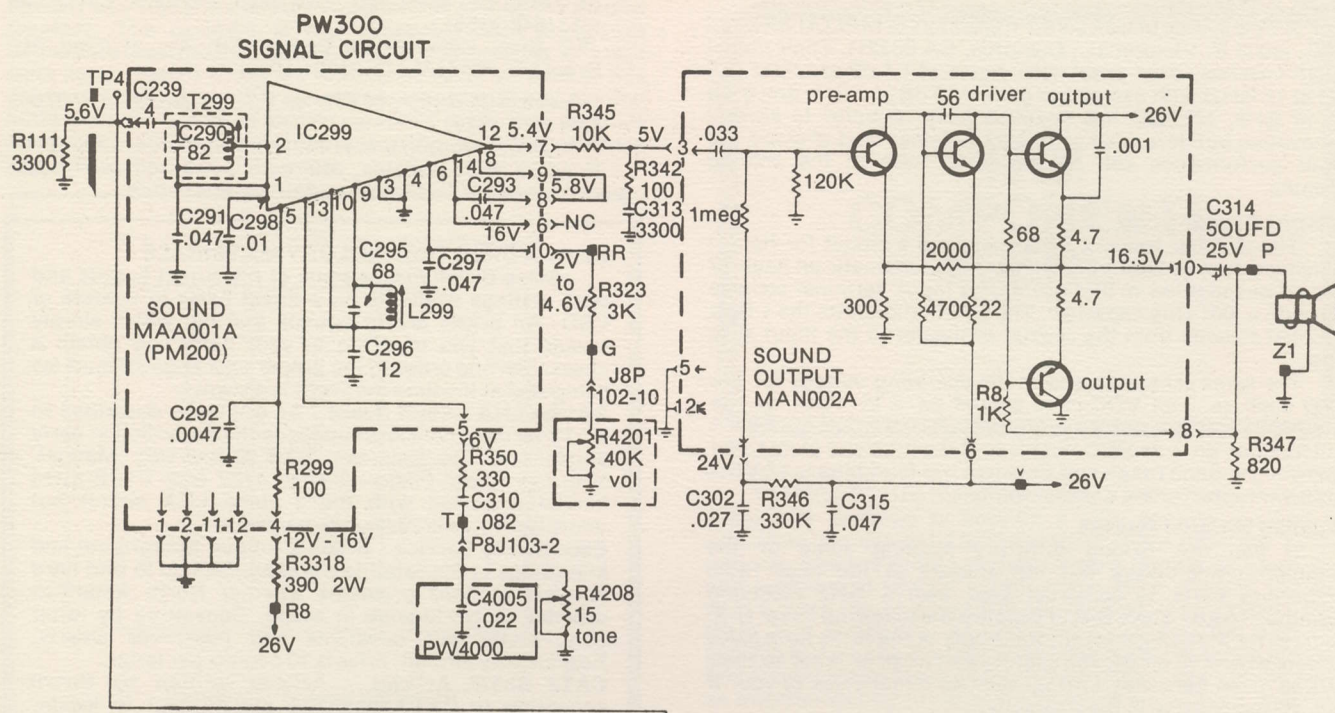 PW300
SIGNAL CIRCUIT
TP4
5.6V
C239
4
T299
C290
82
R111
3300
IC299
2
1
7
5
13
10
9
3
4
6
14
8
12
C291
.047
C298
.01
C293
.047
C295
68
L299
C296
12
C297
.047
16V
SOUND
MAA001A
(PM200)
C292
.0047
R299
100
1
2
11
12
4
12V - 16V
R3318
390 2W
R8
26V
5.4V
7
9
8
5.8V
6
NC
10
2V
to
4.6V
RR
R323
3K
G
J8P
102-10
R4201
40K
vol
5
6V
R350
330
C310
.082
T
P8J103-2
C4005
.022
PW4000
R4208
15
tone
R345
10K
5V
R342
100
C313
3300
3
.033
1meg
120K
pre-amp
56
driver
output
26V
.001
2000
300
4700
22
68
4.7
4.7
16.5V
10
C314
50UFD
25V
P
Z1
SOUND
OUTPUT
MAN002A
5
12
R8
1K
output
8
R347
820
24V
6
C302
.027
R346
330K
C315
.047
v
26V